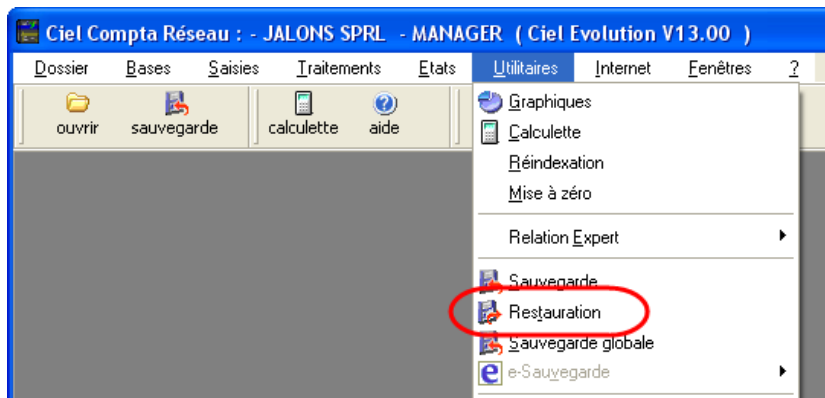 Ciel Compta Réseau : - JALONS SPRL - MANAGER ( Ciel Evolution V13.00 )
Dossier Bases Saisies Traitements Etats Utilitaires Internet Fenêtres ?
ouvrir sauvegarde calculette aide
Graphiques
Calculette
Réindexation
Mise à zéro
Relation Expert
Sauvegarde
Restauration
Sauvegarde globale
e-Sauvegarde